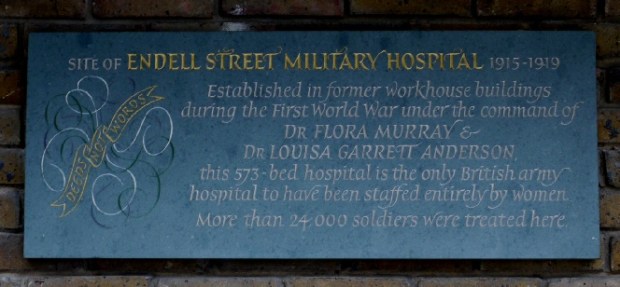 SITE OF ENDELL STREET MILITARY HOSPITAL 1915-1919
DEEDS NOT WORDS
Established in former workhouse buildings
during the First World War under the command of
DR FLORA MURRAY &
DR LOUISA GARRETT ANDERSON,
this 573-bed hospital is the only British army
hospital to have been staffed entirely by women.
More than 24 000 soldiers were treated here.